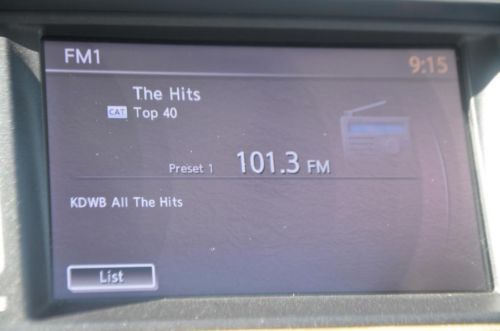 FM1 9:15
The Hits
CAT Top 40
Preset 1 101.3 FM
KDWB All The Hits
List